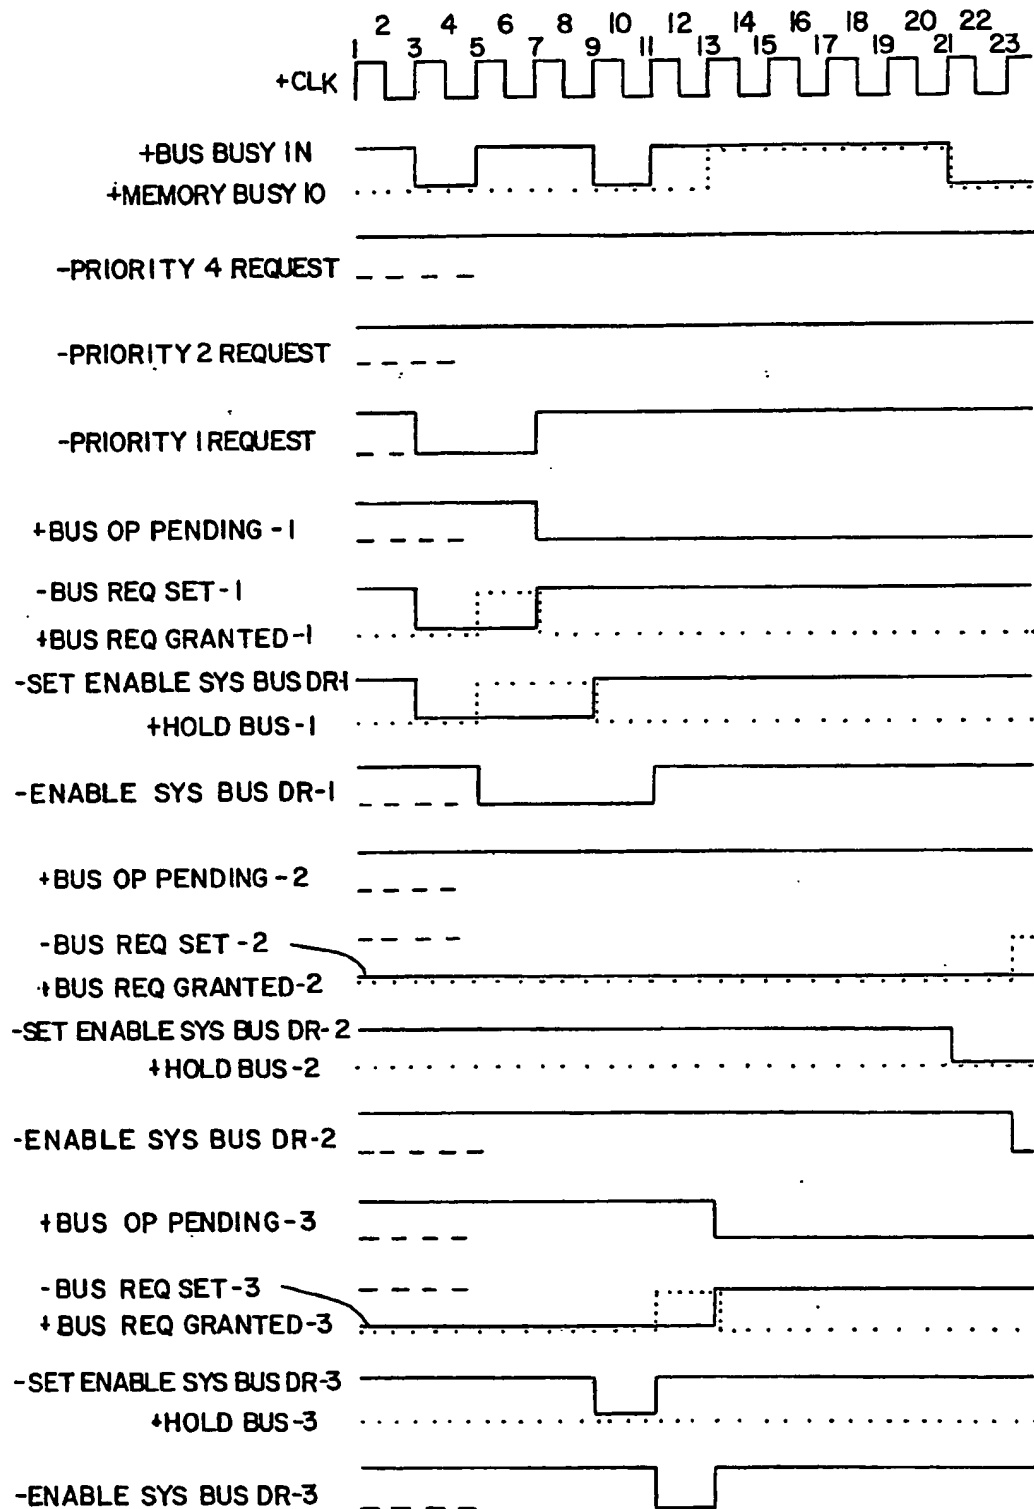 2 4 6 8 10 12 14 16 18 20 22
1 3 5 7 9 11 13 15 17 19 21 23
+CLK
+BUS BUSY IN
+MEMORY BUSY IO
-PRIORITY 4 REQUEST
-PRIORITY 2 REQUEST
-PRIORITY 1 REQUEST
+BUS OP PENDING-1
-BUS REQ SET-1
+BUS REQ GRANTED-1
-SET ENABLE SYS BUS DR-1
+HOLD BUS-1
-ENABLE SYS BUS DR-1
+BUS OP PENDING-2
-BUS REQ SET-2
+BUS REQ GRANTED-2
-SET ENABLE SYS BUS DR-2
+HOLD BUS-2
-ENABLE SYS BUS DR-2
+BUS OP PENDING-3
-BUS REQ SET-3
+BUS REQ GRANTED-3
-SET ENABLE SYS BUS DR-3
+HOLD BUS-3
-ENABLE SYS BUS DR-3